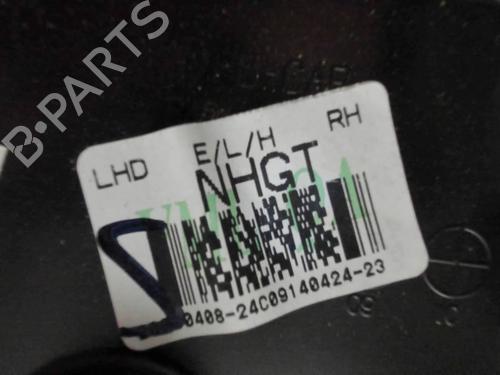 B-PARTS
LHD E/L/H RH
NHGT
0408-24C09140424-23